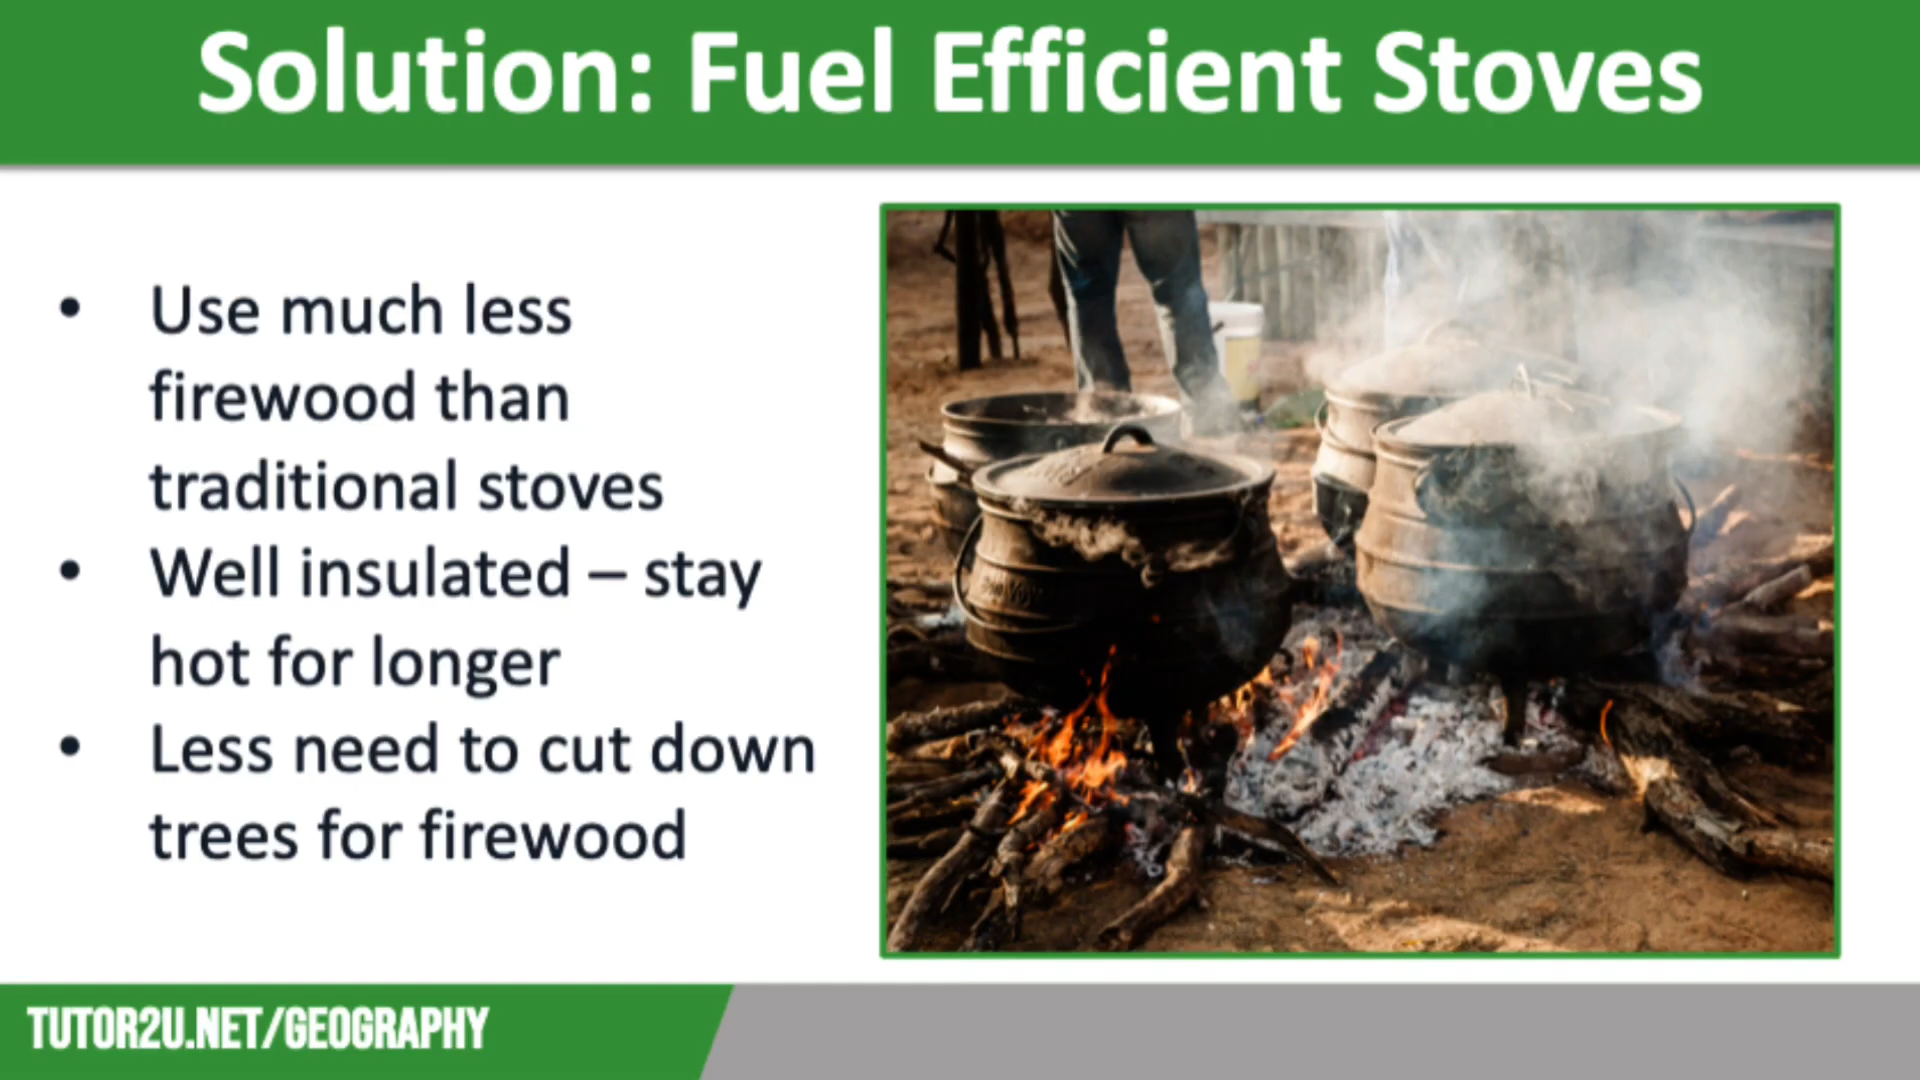 Solution: Fuel Efficient Stoves
• Use much less
firewood than
traditional stoves
• Well insulated – stay
hot for longer
• Less need to cut down
trees for firewood
TUTOR2U.NET/GEOGRAPHY